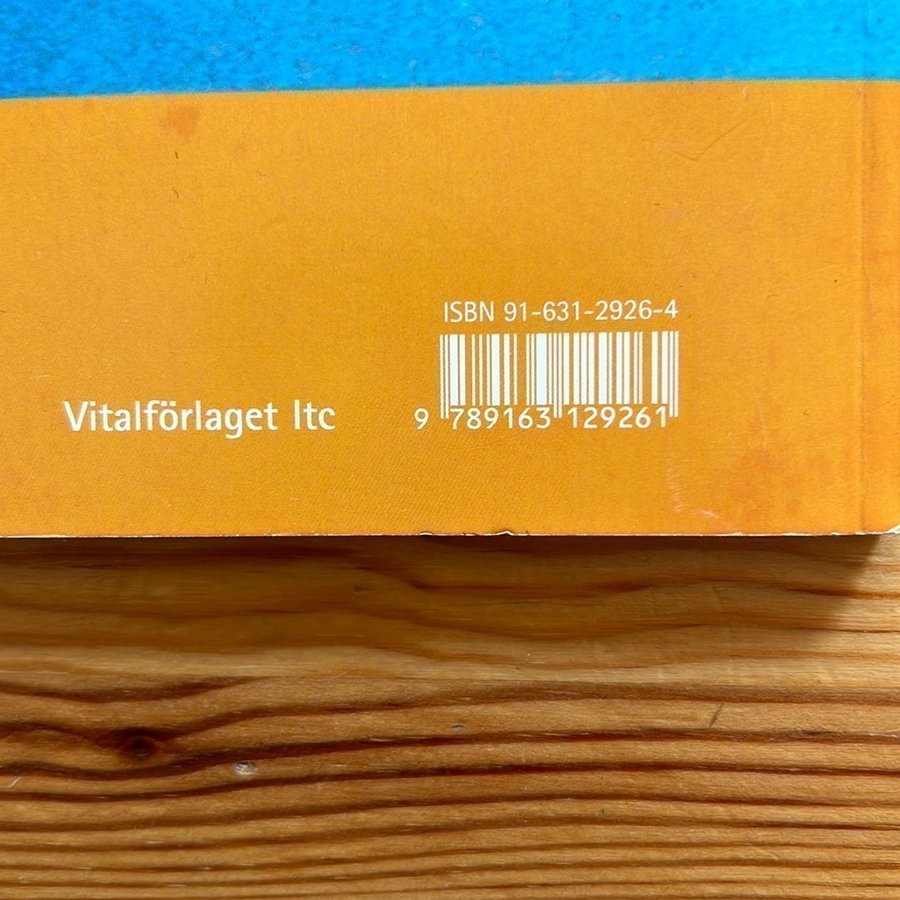 ISBN 91-631-2926-4
Vitalförlaget ltc
9 789163 129261